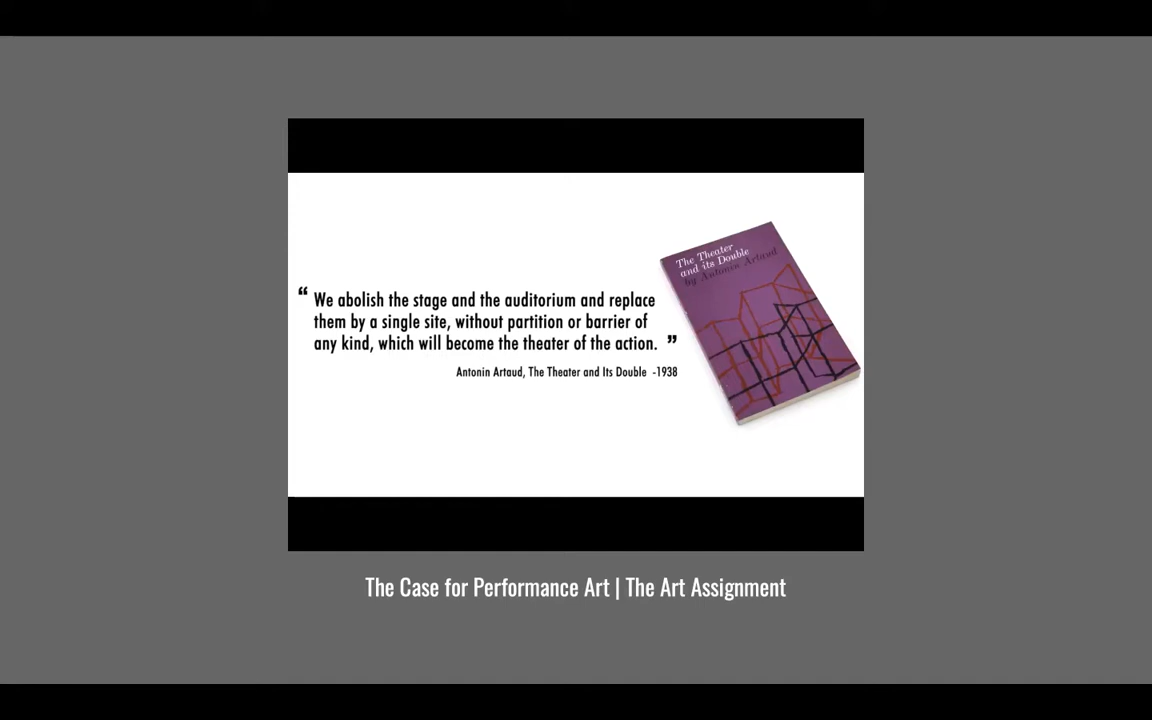 “ We abolish the stage and the auditorium and replace
them by a single site, without partition or barrier of
any kind, which will become the theater of the action. ”
Antonin Artaud, The Theater and Its Double -1938
The Theater
and its Double
by Antonin Artaud
The Case for Performance Art | The Art Assignment